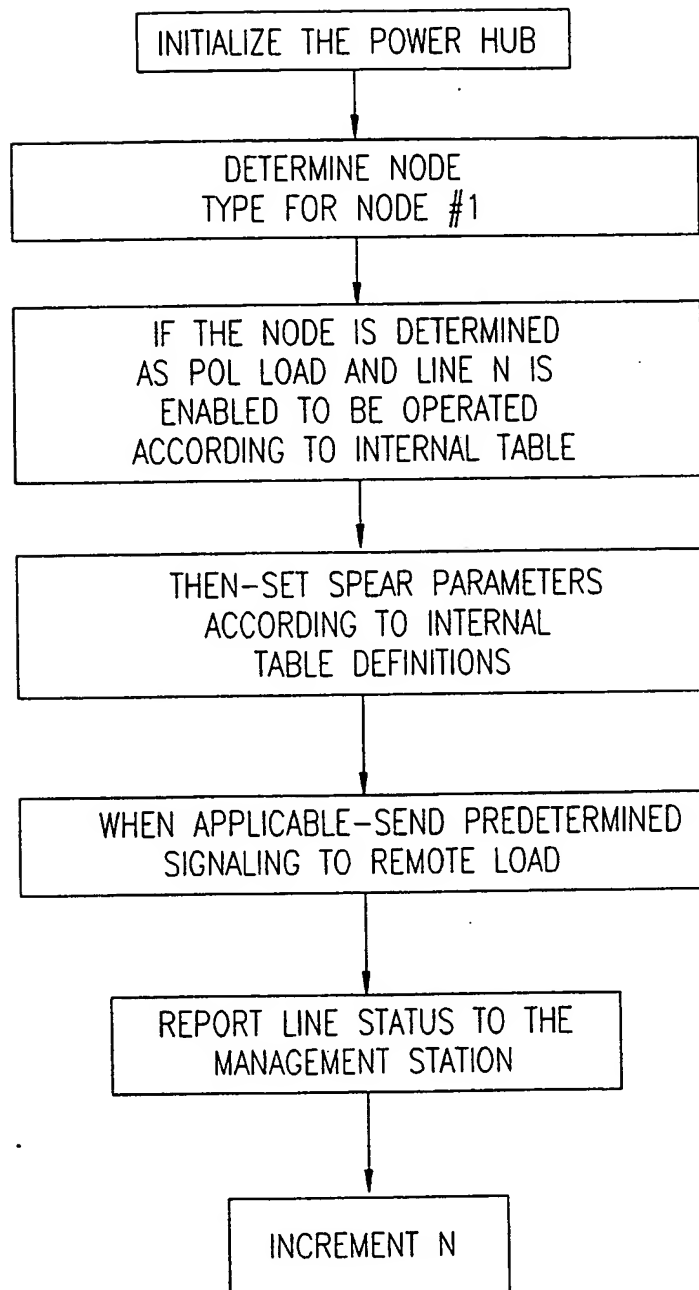 INITIALIZE THE POWER HUB
DETERMINE NODE
TYPE FOR NODE #1
IF THE NODE IS DETERMINED
AS POL LOAD AND LINE N IS
ENABLED TO BE OPERATED
ACCORDING TO INTERNAL TABLE
THEN-SET SPEAR PARAMETERS
ACCORDING TO INTERNAL
TABLE DEFINITIONS
WHEN APPLICABLE-SEND PREDETERMINED
SIGNALING TO REMOTE LOAD
REPORT LINE STATUS TO THE
MANAGEMENT STATION
INCREMENT N